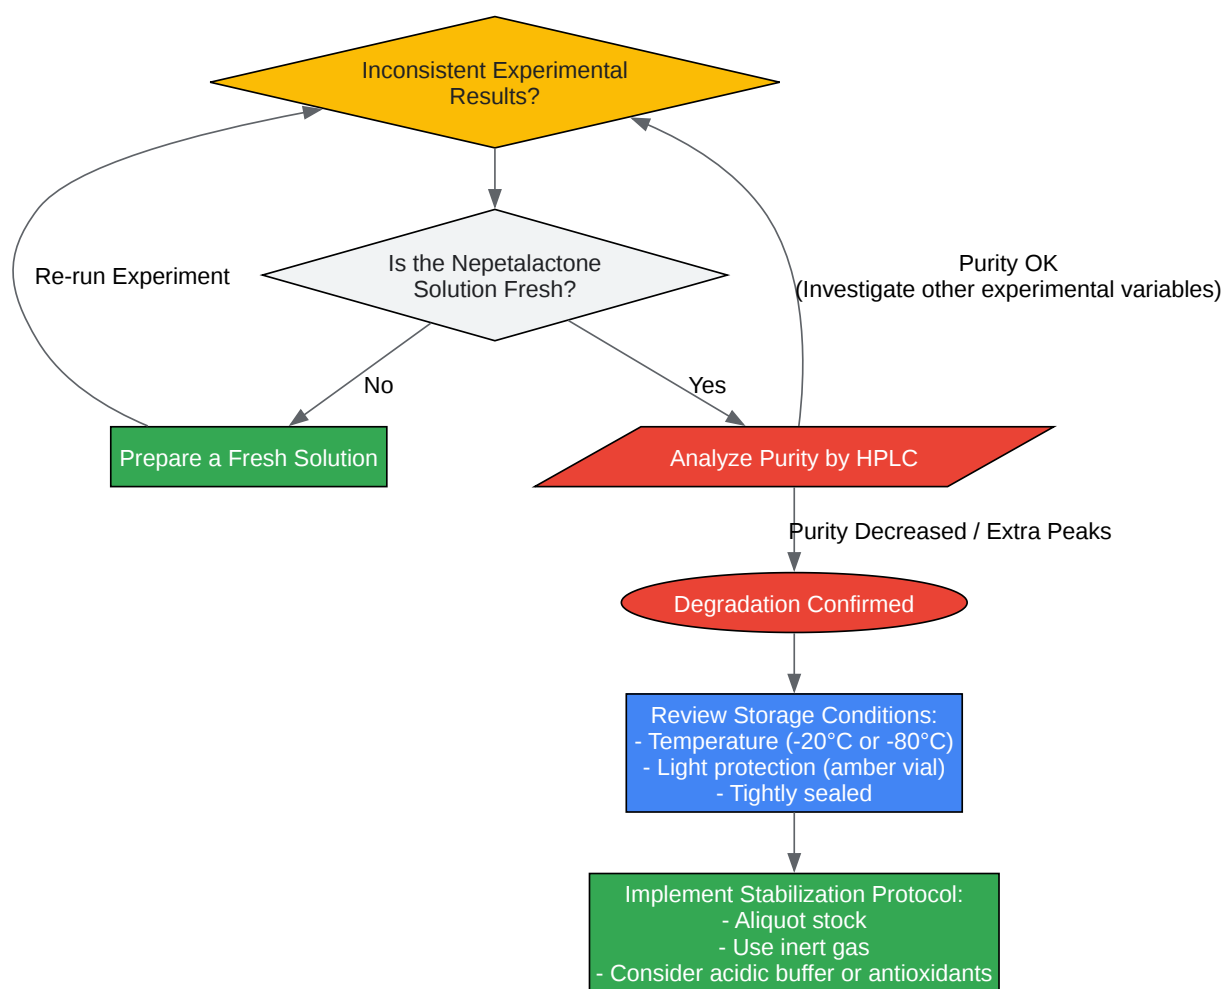 Inconsistent Experimental
Results?
Is the Nepetalactone
Solution Fresh?
Re-run Experiment
Purity OK
(Investigate other experimental variables)
No
Yes
Prepare a Fresh Solution
Analyze Purity by HPLC
Purity Decreased / Extra Peaks
Degradation Confirmed
Review Storage Conditions:
- Temperature (-20°C or -80°C)
- Light protection (amber vial)
- Tightly sealed
Implement Stabilization Protocol:
- Aliquot stock
- Use inert gas
- Consider acidic buffer or antioxidants